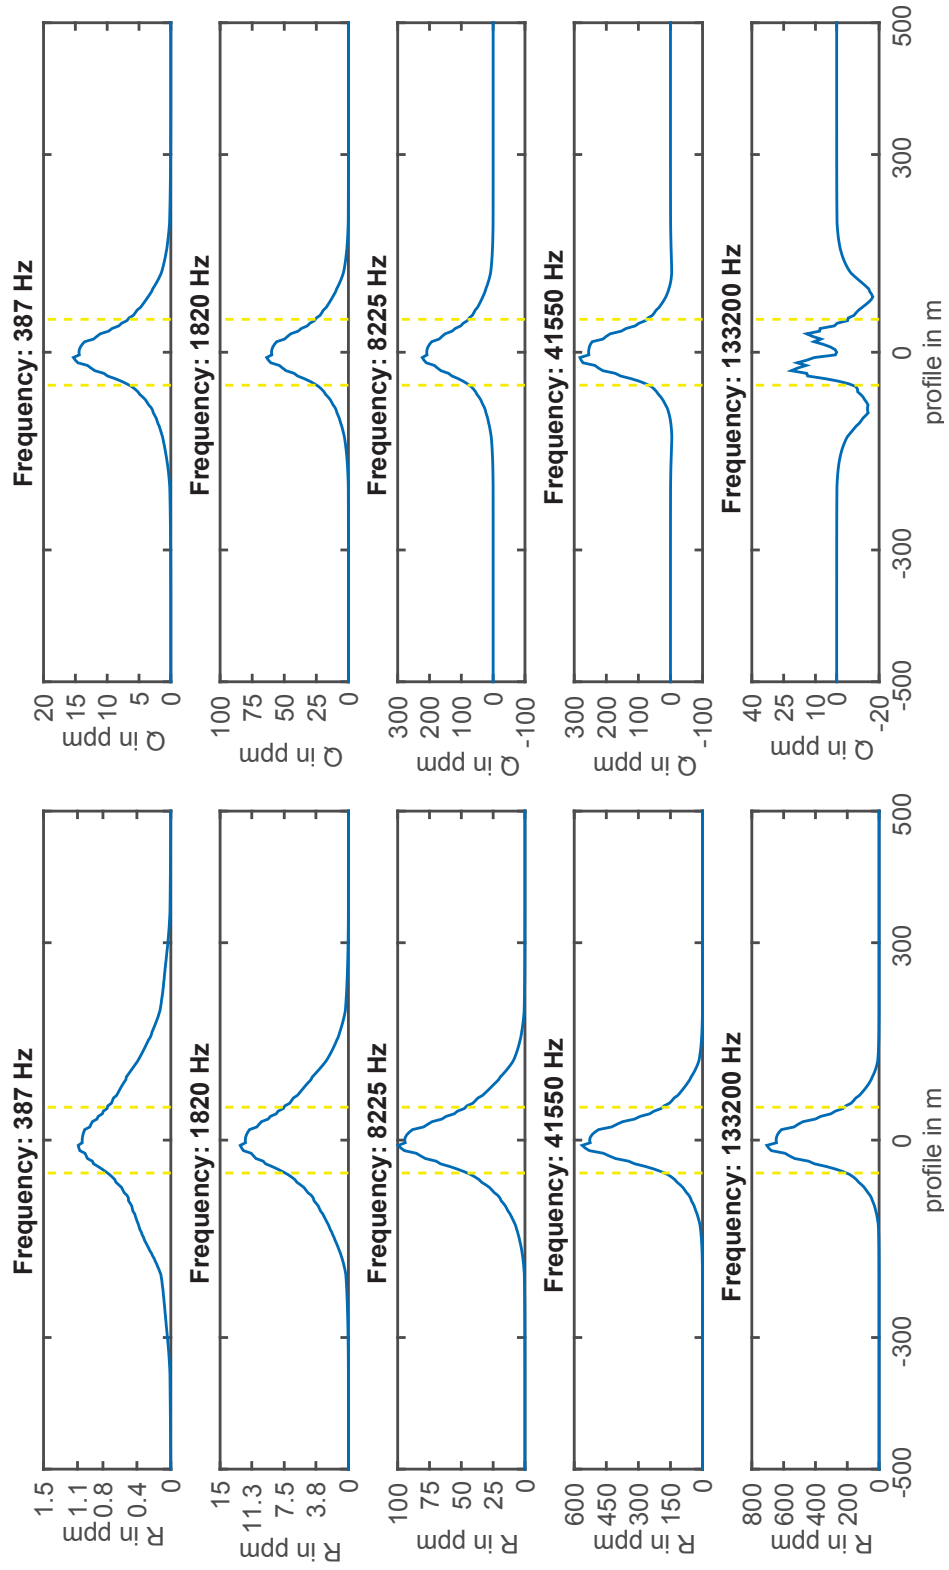 Frequency: 387 Hz
R in ppm
1.5
1.1
0.8
0.4
0
Frequency: 1820 Hz
R in ppm
15
11.3
7.5
3.8
0
Frequency: 8225 Hz
R in ppm
100
75
50
25
0
Frequency: 41550 Hz
R in ppm
600
450
300
150
0
Frequency: 133200 Hz
R in ppm
800
600
400
200
0
-500
-300
0
300
500
profile in m
Frequency: 387 Hz
Q in ppm
20
15
10
5
0
Frequency: 1820 Hz
Q in ppm
100
75
50
25
0
Frequency: 8225 Hz
Q in ppm
300
200
100
0
-100
Frequency: 41550 Hz
Q in ppm
300
200
100
0
-100
Frequency: 133200 Hz
Q in ppm
40
25
10
0
-20
-500
-300
0
300
500
profile in m